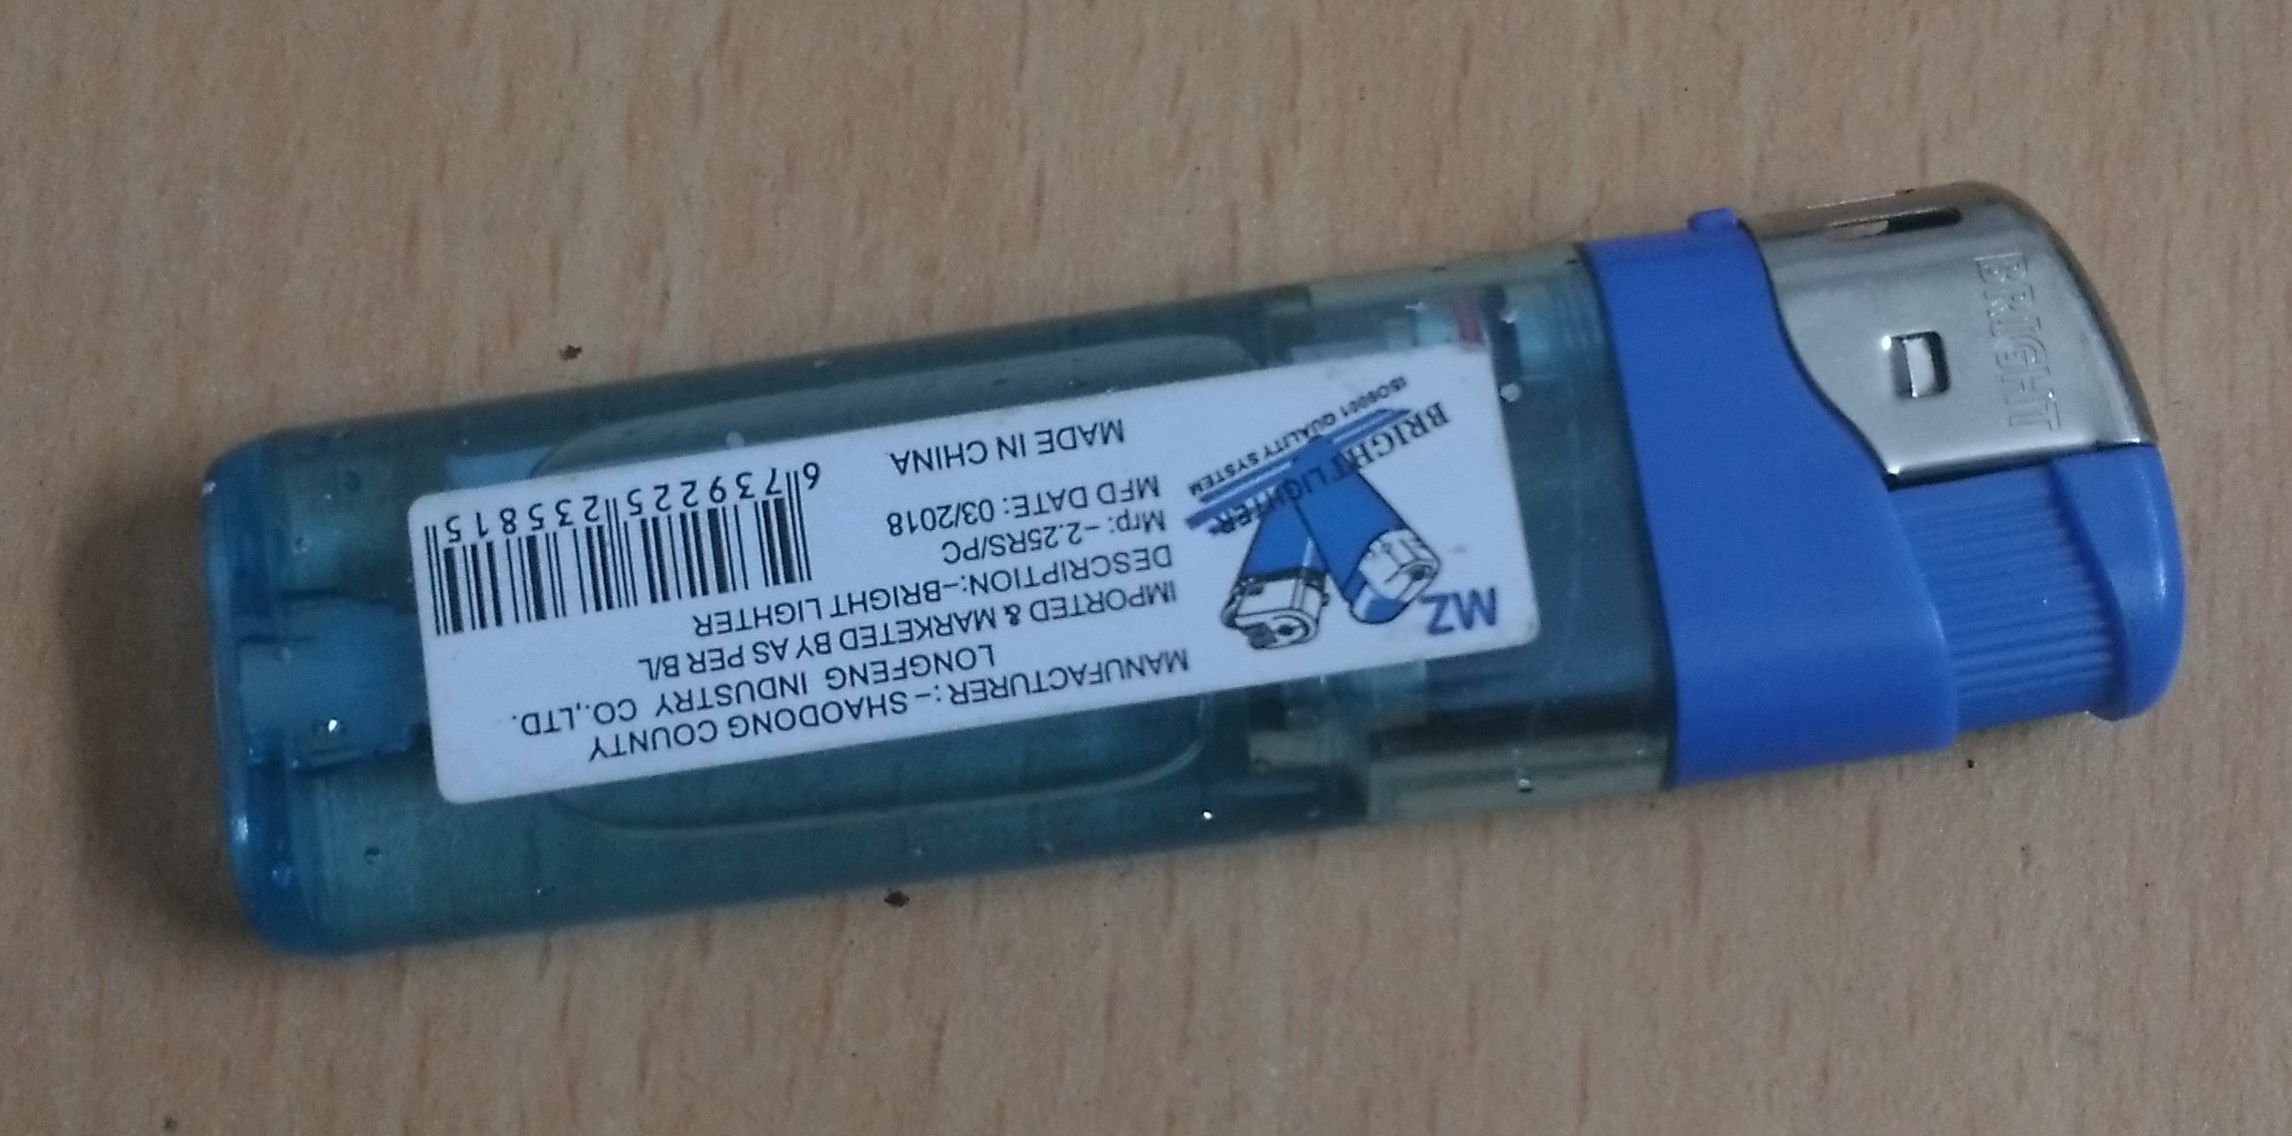 MZ
BRIGHT LIGHTER
ISO9001 QUALITY SYSTEM
MANUFACTURER:-SHAODONG COUNTY
LONGFENG INDUSTRY CO.,LTD.
IMPORTED & MARKETED BY AS PER B/L
DESCRIPTION:-BRIGHT LIGHTER
Mrp:-2.25RS/PC
MFD DATE: 03/2018
MADE IN CHINA
6 739225 235815
BRIGHT